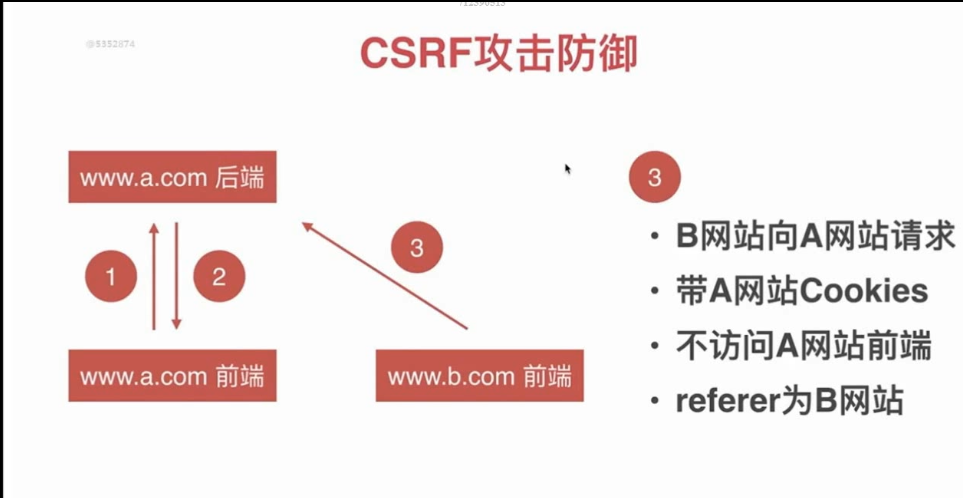 @5352874
CSRF攻击防御
www.a.com 后端
3
1
2
3
www.a.com 前端
www.b.com 前端
• B网站向A网站请求
• 带A网站Cookies
• 不访问A网站前端
• referer为B网站